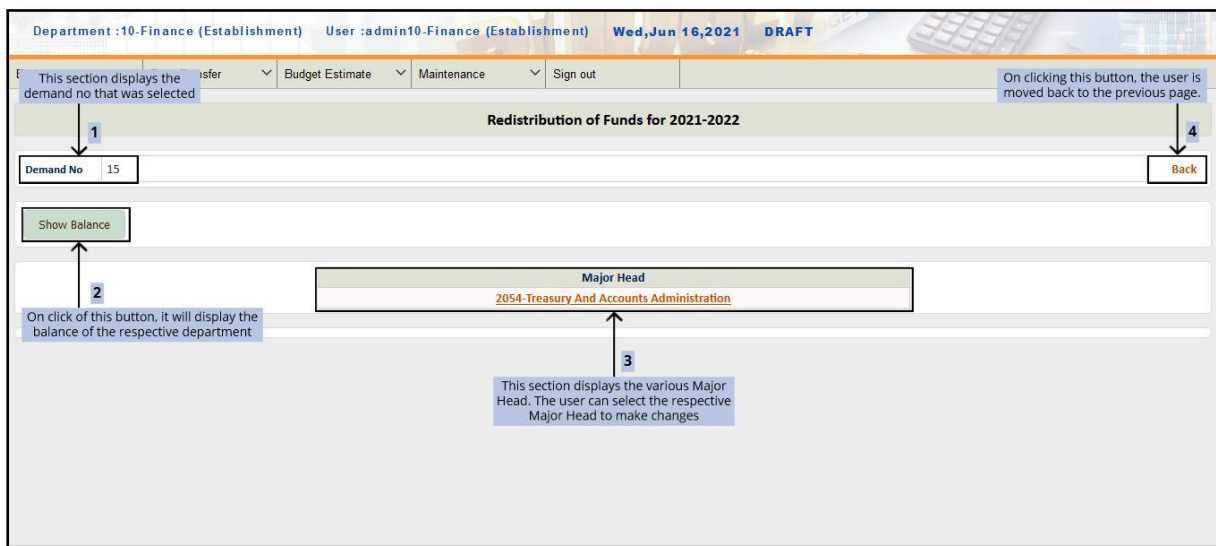 Department :10-Finance (Establishment) User :admin10-Finance (Establishment) Wed,Jun 16,2021 DRAFT
Budget Estimate Maintenance Sign out
This section displays the
demand no that was selected
On clicking this button, the user is
moved back to the previous page.
Redistribution of Funds for 2021-2022
1
4
Demand No 15 Back
Show Balance
Major Head
2054-Treasury And Accounts Administration
2
On click of this button, it will display the
balance of the respective department
3
This section displays the various Major
Head. The user can select the respective
Major Head to make changes